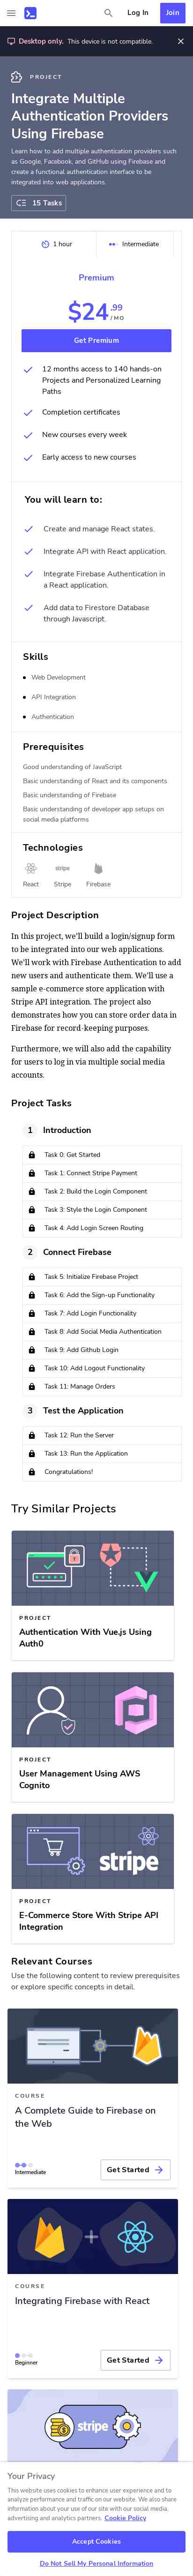 Log In
Join
Desktop only. This device is not compatible.
PROJECT
Integrate Multiple
Authentication Providers
Using Firebase
Learn how to add multiple authentication providers such
as Google, Facebook, and GitHub using Firebase and
create a functional authentication interface to be
integrated into web applications.
15 Tasks
1 hour
Intermediate
Premium
$24 .99 /MO
Get Premium
12 months access to 140 hands-on
Projects and Personalized Learning
Paths
Completion certificates
New courses every week
Early access to new courses
You will learn to:
Create and manage React states.
Integrate API with React application.
Integrate Firebase Authentication in
a React application.
Add data to Firestore Database
through Javascript.
Skills
Web Development
API Integration
Authentication
Prerequisites
Good understanding of JavaScript
Basic understanding of React and its components
Basic understanding of Firebase
Basic understanding of developer app setups on
social media platforms
Technologies
stripe
React
Stripe
Firebase
Project Description
In this project, we'll build a login/signup form
to be integrated into our web applications.
We'll work with Firebase Authentication to add
new users and authenticate them. We'll use a
sample e-commerce store application with
Stripe API integration. The project also
demonstrates how you can store order data in
Firebase for record-keeping purposes.
Furthermore, we will also add the capability
for users to log in via multiple social media
accounts.
Project Tasks
1 Introduction
Task 0: Get Started
Task 1: Connect Stripe Payment
Task 2: Build the Login Component
Task 3: Style the Login Component
Task 4: Add Login Screen Routing
2 Connect Firebase
Task 5: Initialize Firebase Project
Task 6: Add the Sign-up Functionality
Task 7: Add Login Functionality
Task 8: Add Social Media Authentication
Task 9: Add Github Login
Task 10: Add Logout Functionality
Task 11: Manage Orders
3 Test the Application
Task 12: Run the Server
Task 13: Run the Application
Congratulations!
Try Similar Projects
PROJECT
Authentication With Vue.js Using
Auth0
PROJECT
User Management Using AWS
Cognito
stripe
PROJECT
E-Commerce Store With Stripe API
Integration
Relevant Courses
Use the following content to review prerequisites
or explore specific concepts in detail.
COURSE
A Complete Guide to Firebase on
the Web
Intermediate
Get Started
COURSE
Integrating Firebase with React
Beginner
Get Started
stripe
Your Privacy
This website uses cookies to enhance user experience and to
analyze performance and traffic on our website. We also share
information about your use of our site with our social media,
advertising and analytics partners. Cookie Policy
Accept Cookies
Do Not Sell My Personal Information